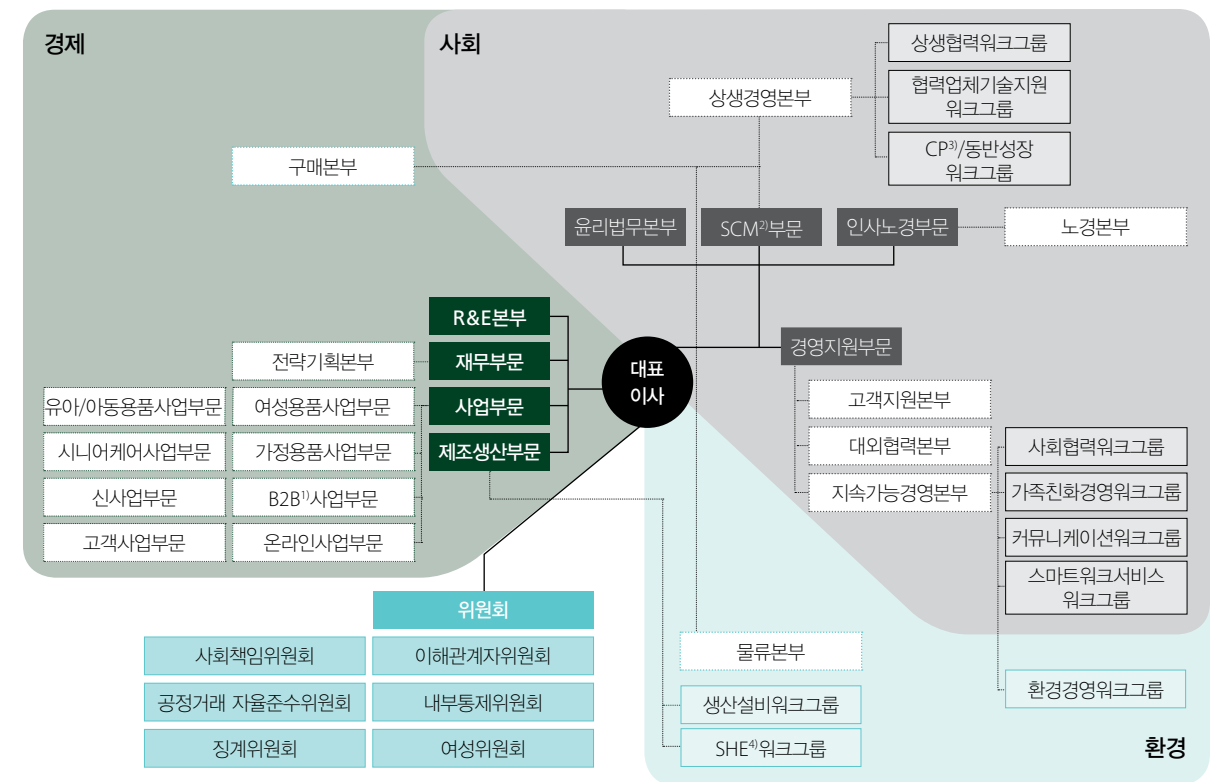 경제
사회
상생협력워크그룹
상생경영본부
협력업체기술지원
워크그룹
CP3)/동반성장
워크그룹
구매본부
윤리법무본부
SCM2)부문
인사노경부문
노경본부
R&E본부
전략기획본부
재무부문
대표
이사
경영지원부문
유아/아동용품사업부문
여성용품사업부문
사업부문
고객지원본부
시니어케어사업부문
가정용품사업부문
제조생산부문
대외협력본부
사회협력워크그룹
신사업부문
B2B1)사업부문
지속가능경영본부
가족친화경영워크그룹
고객사업부문
온라인사업부문
커뮤니케이션워크그룹
스마트워크서비스
워크그룹
위원회
사회책임위원회
이해관계자위원회
물류본부
환경경영워크그룹
공정거래 자율준수위원회
내부통제위원회
생산설비워크그룹
징계위원회
여성위원회
SHE4)워크그룹
환경